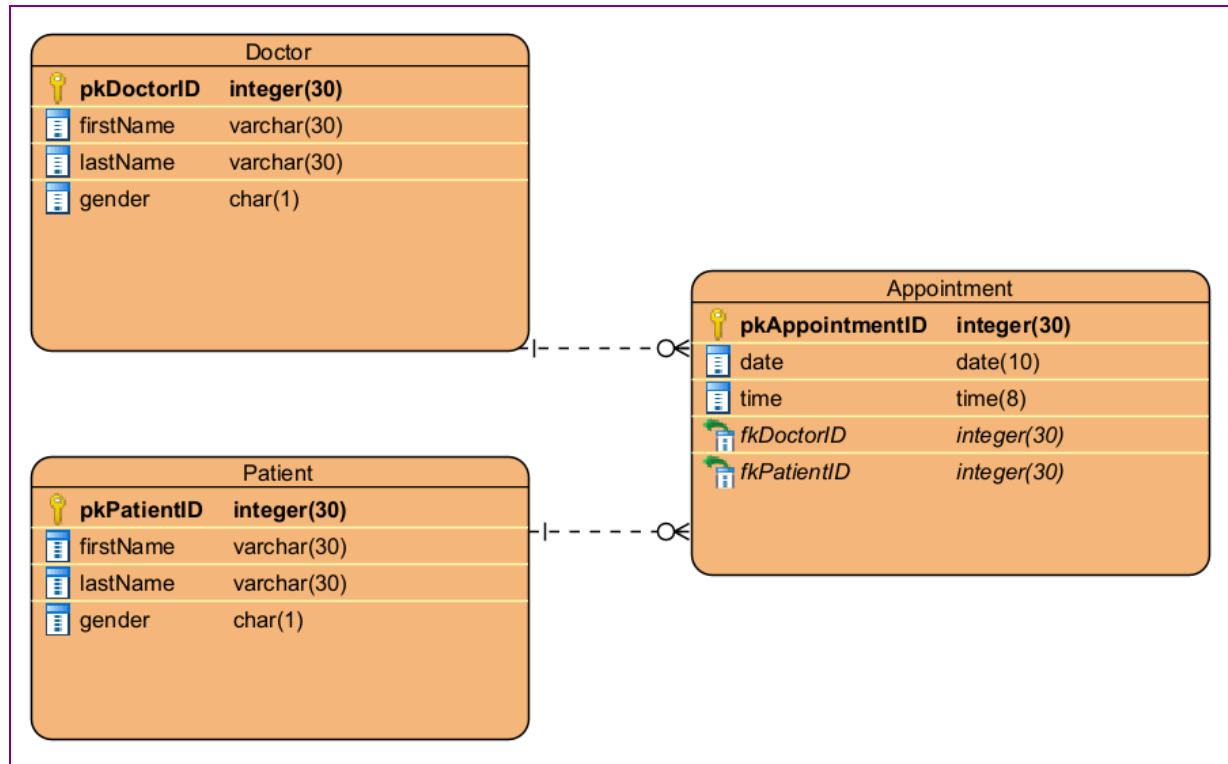 Doctor
pkDoctorID integer(30)
firstName varchar(30)
lastName varchar(30)
gender char(1)
Appointment
pkAppointmentID integer(30)
date date(10)
time time(8)
fkDoctorID integer(30)
fkPatientID integer(30)
Patient
pkPatientID integer(30)
firstName varchar(30)
lastName varchar(30)
gender char(1)